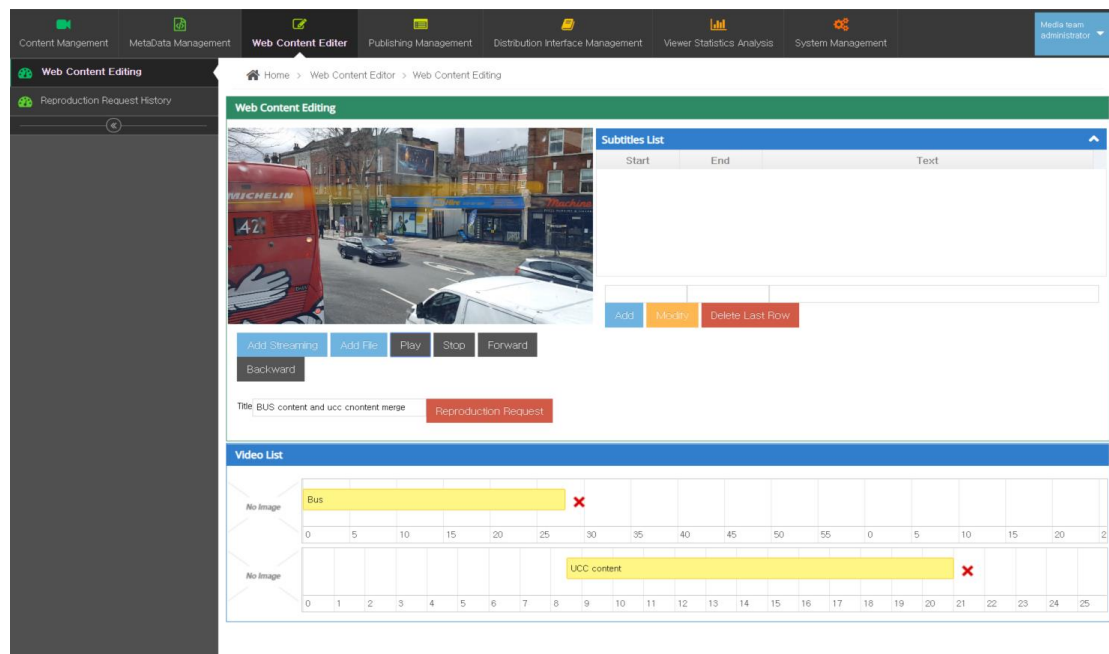 Content Mangement MetaData Management Web Content Editer Publishing Management Distribution Interface Management Viewer Statistics Analysis System Management
Media team
administrator
Web Content Editing
Home > Web Content Editor > Web Content Editing
Reproduction Request History
Web Content Editing
Subtitles List
Start End Text
MICHELIN
42
Hire
Machine
Add Modify Delete Last Row
Add Streaming Add File Play Stop Forward
Backward
Title BUS content and ucc cnontent merge Reproduction Request
Video List
No Image
Bus
0 5 10 15 20 25 30 35 40 45 50 55 0 5 10 15 20 2
No Image
UCC content
0 1 2 3 4 5 6 7 8 9 10 11 12 13 14 15 16 17 18 19 20 21 22 23 24 25